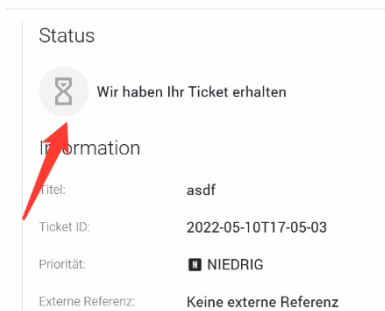 Status
Wir haben Ihr Ticket erhalten
Information
Titel: asdf
Ticket ID: 2022-05-10T17-05-03
Priorität: N NIEDRIG
Externe Referenz: Keine externe Referenz